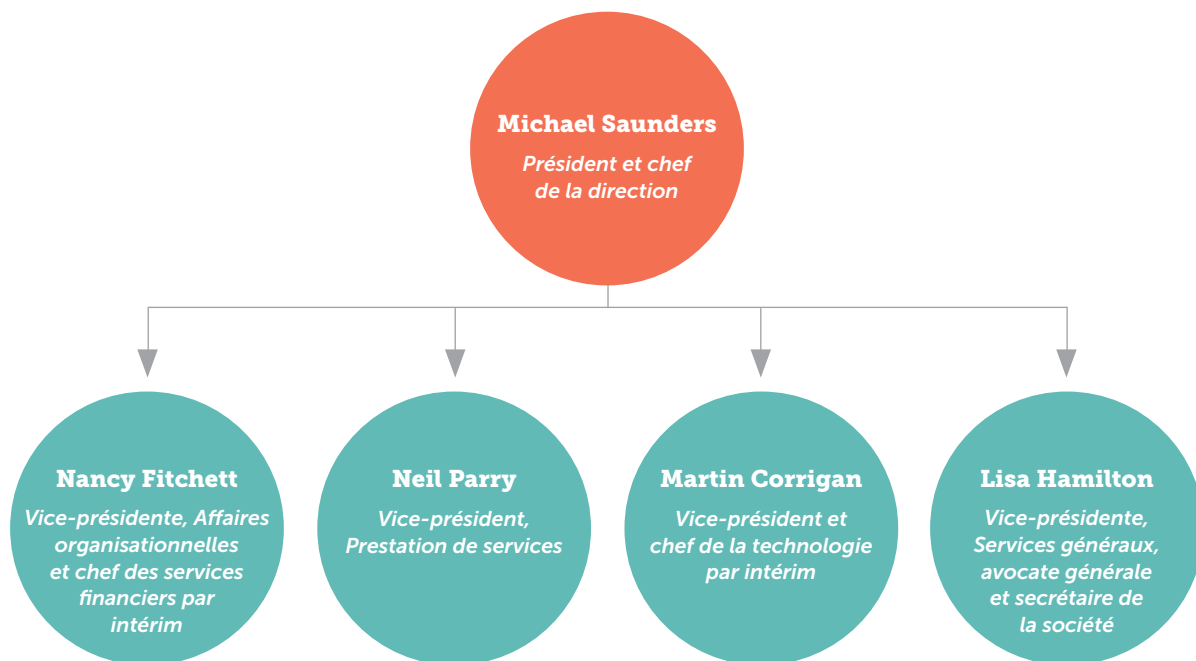 Michael Saunders
Président et chef
de la direction
Nancy Fitchett
Vice-présidente, Affaires
organisationnelles
et chef des services
financiers par
intérim
Neil Parry
Vice-président,
Prestation de services
Martin Corrigan
Vice-président et
chef de la technologie
par intérim
Lisa Hamilton
Vice-présidente,
Services généraux,
avocate générale
et secrétaire de
la société